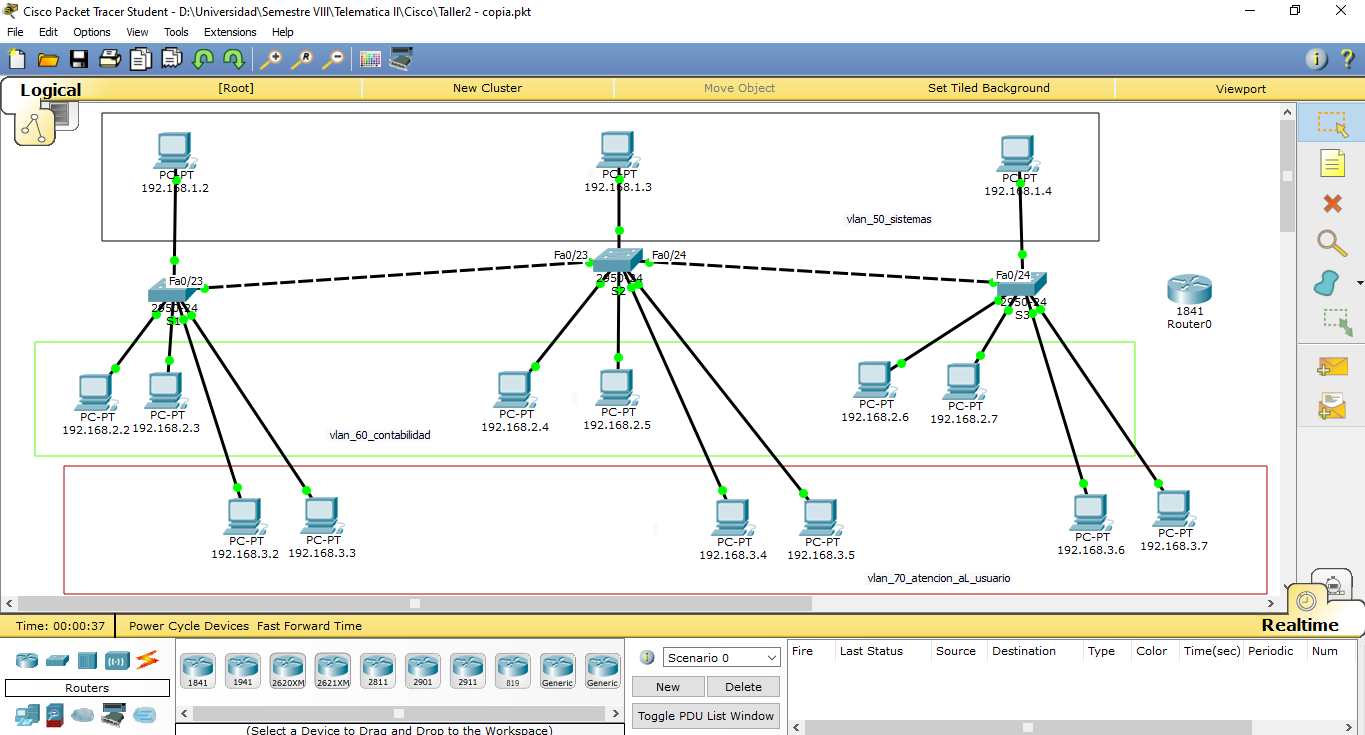 Cisco Packet Tracer Student - D:\Universidad\Semestre VIII\Telematica II\Cisco\Taller2 - copia.pkt
File Edit Options View Tools Extensions Help
Logical [Root] New Cluster Move Object Set Tiled Background Viewport
PC-PT
192.168.1.2
PC-PT
192.168.1.3
PC-PT
192.168.1.4
vlan_50_sistemas
Fa0/23
2950-24
S1
Fa0/23
Fa0/24
2950-24
S2
Fa0/24
2950-24
S3
1841
Router0
PC-PT
192.168.2.2
PC-PT
192.168.2.3
PC-PT
192.168.2.4
PC-PT
192.168.2.5
PC-PT
192.168.2.6
PC-PT
192.168.2.7
vlan_60_contabilidad
PC-PT
192.168.3.2
PC-PT
192.168.3.3
PC-PT
192.168.3.4
PC-PT
192.168.3.5
PC-PT
192.168.3.6
PC-PT
192.168.3.7
vlan_70_atencion_aL_usuario
Time: 00:00:37 Power Cycle Devices Fast Forward Time Realtime
Routers
1841 1941 2620XM 2621XM 2811 2901 2911 819 Generic Generic
(Select a Device to Drag and Drop to the Workspace)
Scenario 0
New Delete
Toggle PDU List Window
Fire Last Status Source Destination Type Color Time(sec) Periodic Num